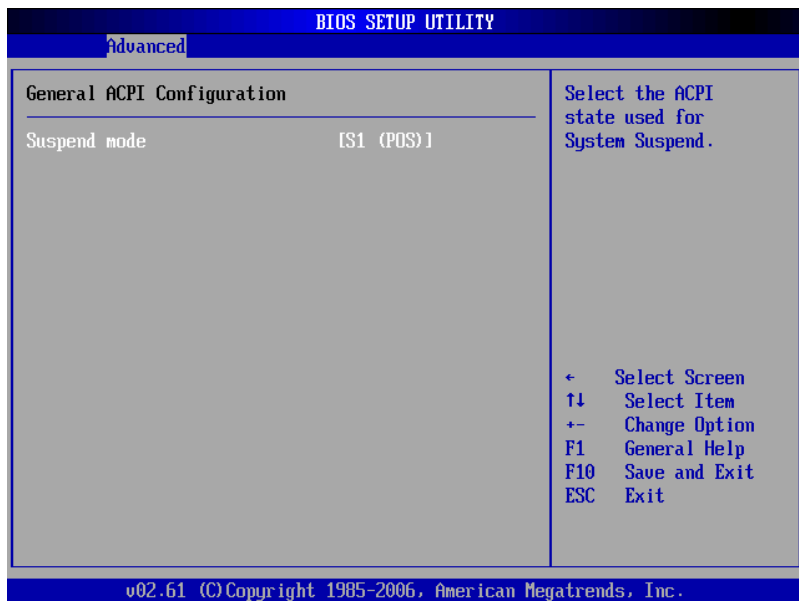 BIOS SETUP UTILITY
Advanced
General ACPI Configuration
Suspend mode [S1 (POS)]
Select the ACPI
state used for
System Suspend.
← Select Screen
↑↓ Select Item
+- Change Option
F1 General Help
F10 Save and Exit
ESC Exit
v02.61 (C)Copyright 1985-2006, American Megatrends, Inc.